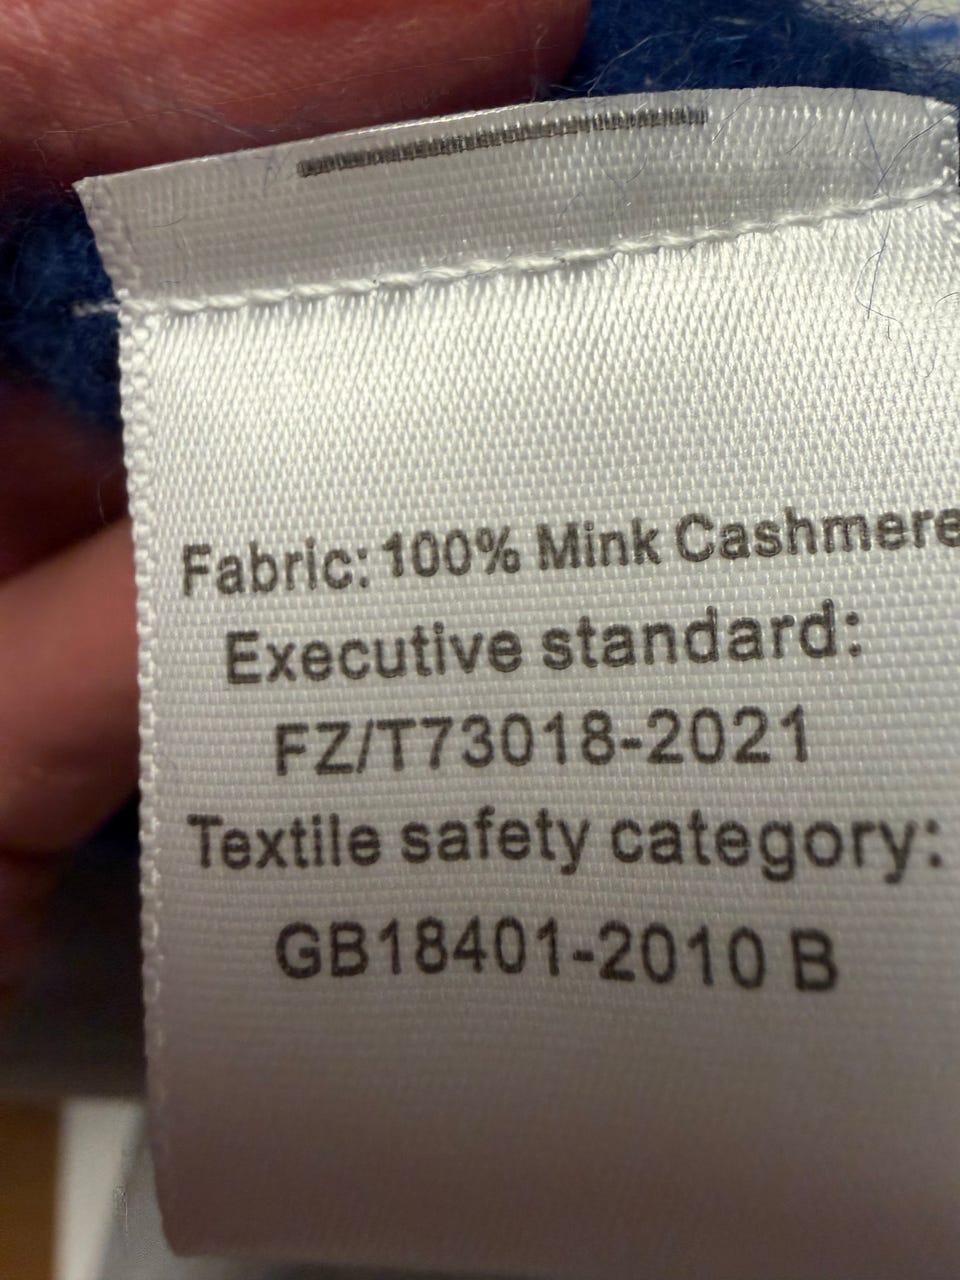 Fabric: 100% Mink Cashmere
Executive standard:
FZ/T73018-2021
Textile safety category:
GB18401-2010 B